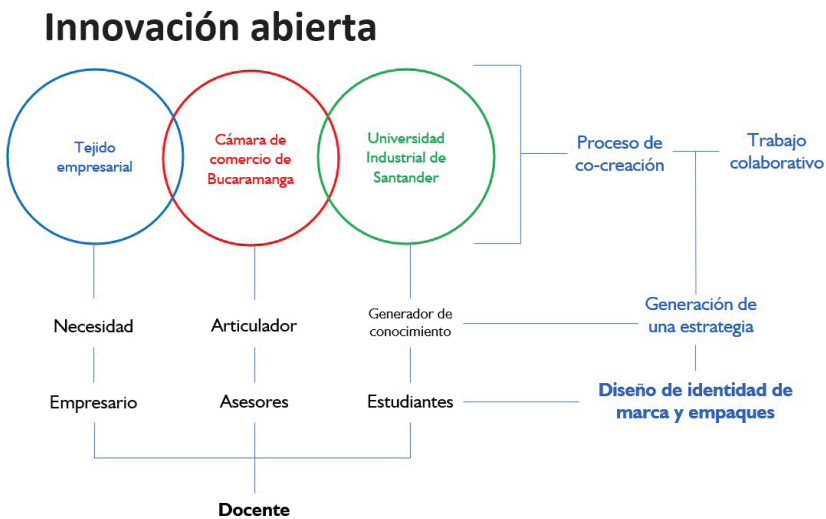 Innovación abierta
Tejido
empresarial
Cámara de
comercio de
Bucaramanga
Universidad
Industrial de
Santander
Proceso de
co-creación
Trabajo
colaborativo
Necesidad
Articulador
Generador de
conocimiento
Generación de
una estrategia
Empresario
Asesores
Estudiantes
Diseño de identidad de
marca y empaques
Docente